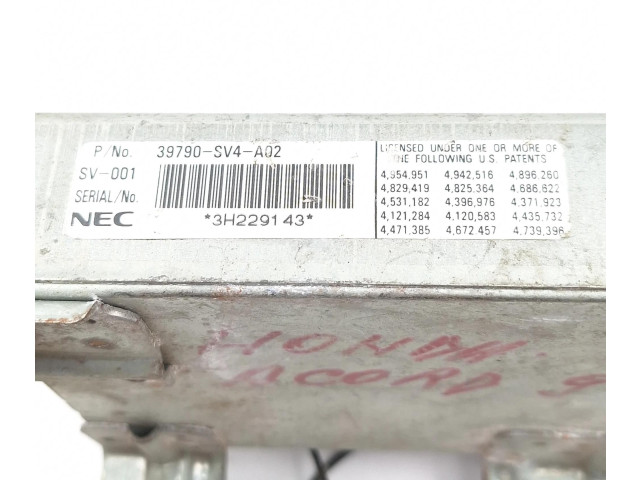 P/No. 39790-SV4-A02
SV-001
SERIAL/No.
NEC *3H229143*
LICENSED UNDER ONE OR MORE OF
THE FOLLOWING U.S. PATENTS
4,954,951 4,942,516 4,896,260
4,829,419 4,825,364 4,686,622
4,531,182 4,396,976 4,371,923
4,121,284 4,120,583 4,435,732
4,471,385 4,672,457 4,739,396
HONDA
ACORD 9